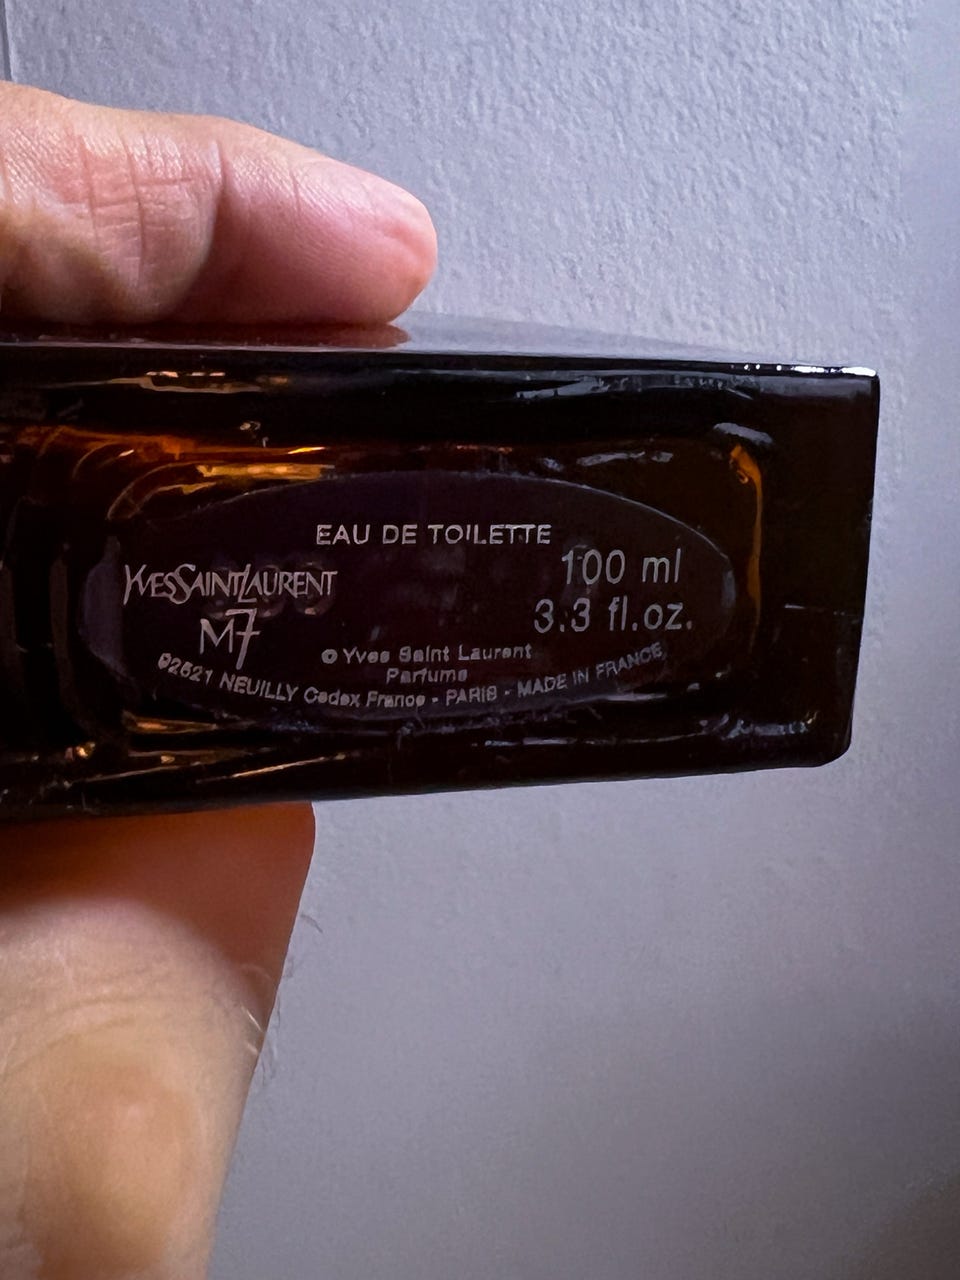 EAU DE TOILETTE
YVESSAINTLAURENT
M7
100 ml
3.3 fl.oz.
© Yves Saint Laurent
Parfums
92521 NEUILLY Cedex France - PARIS - MADE IN FRANCE